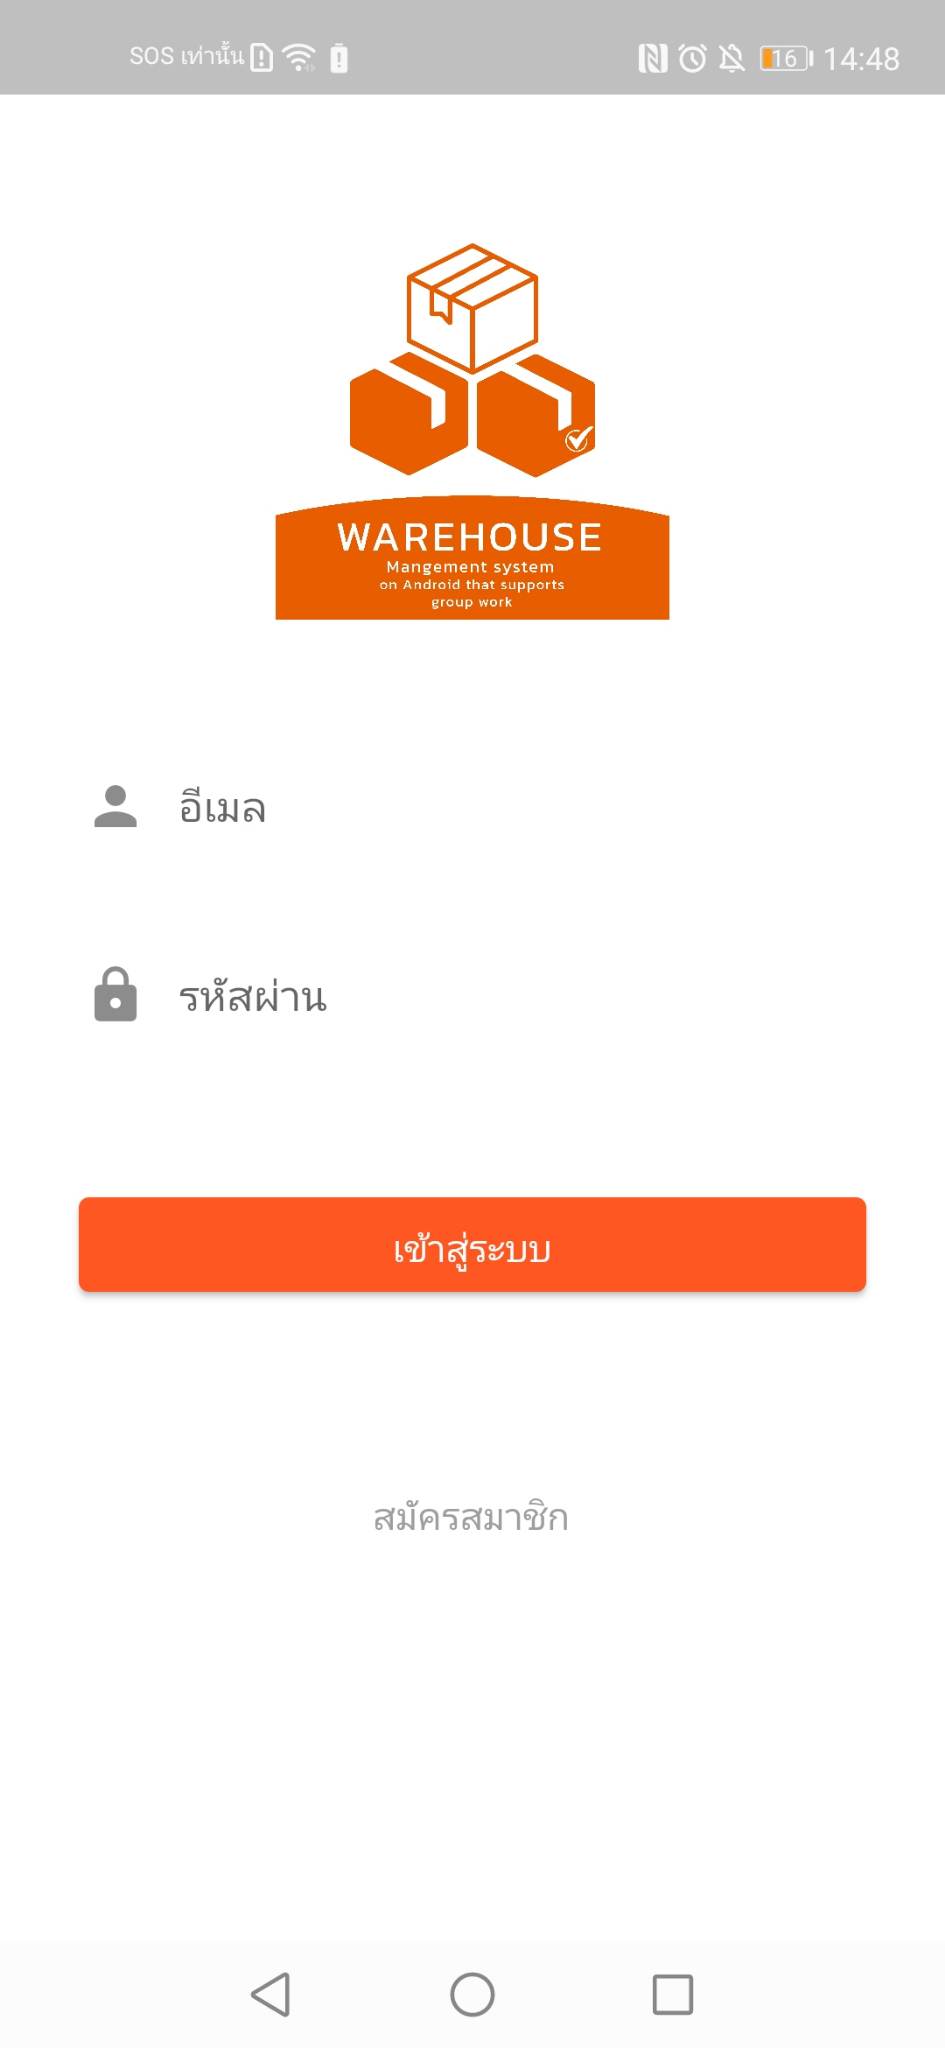 SOS เท่านั้น 16 14:48
WAREHOUSE
Mangement system
on Android that supports
group work
อีเมล
รหัสผ่าน
เข้าสู่ระบบ
สมัครสมาชิก